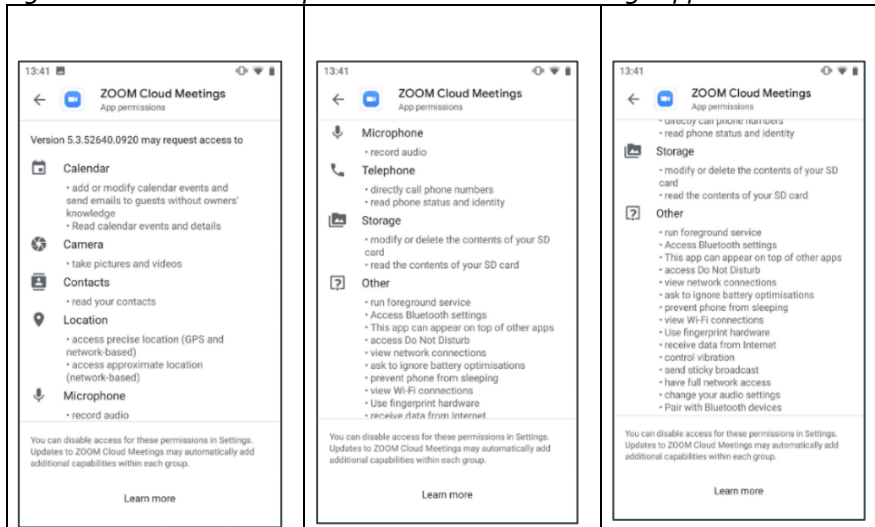 13:41
ZOOM Cloud Meetings
App permissions
Version 5.3.52640.0920 may request access to
Calendar
• add or modify calendar events and
send emails to guests without owners'
knowledge
• Read calendar events and details
Camera
• take pictures and videos
Contacts
• read your contacts
Location
• access precise location (GPS and
network-based)
• access approximate location
(network-based)
Microphone
• record audio
You can disable access for these permissions in Settings.
Updates to ZOOM Cloud Meetings may automatically add
additional capabilities within each group.
Learn more
13:41
ZOOM Cloud Meetings
App permissions
Microphone
• record audio
Telephone
• directly call phone numbers
• read phone status and identity
Storage
• modify or delete the contents of your SD
card
• read the contents of your SD card
Other
• run foreground service
• Access Bluetooth settings
• This app can appear on top of other apps
• access Do Not Disturb
• view network connections
• ask to ignore battery optimisations
• prevent phone from sleeping
• view Wi-Fi connections
• Use fingerprint hardware
• receive data from Internet
You can disable access for these permissions in Settings.
Updates to ZOOM Cloud Meetings may automatically add
additional capabilities within each group.
Learn more
13:41
ZOOM Cloud Meetings
App permissions
• directly call phone numbers
• read phone status and identity
Storage
• modify or delete the contents of your SD
card
• read the contents of your SD card
Other
• run foreground service
• Access Bluetooth settings
• This app can appear on top of other apps
• access Do Not Disturb
• view network connections
• ask to ignore battery optimisations
• prevent phone from sleeping
• view Wi-Fi connections
• Use fingerprint hardware
• receive data from Internet
• control vibration
• send sticky broadcast
• have full network access
• change your audio settings
• Pair with Bluetooth devices
You can disable access for these permissions in Settings.
Updates to ZOOM Cloud Meetings may automatically add
additional capabilities within each group.
Learn more